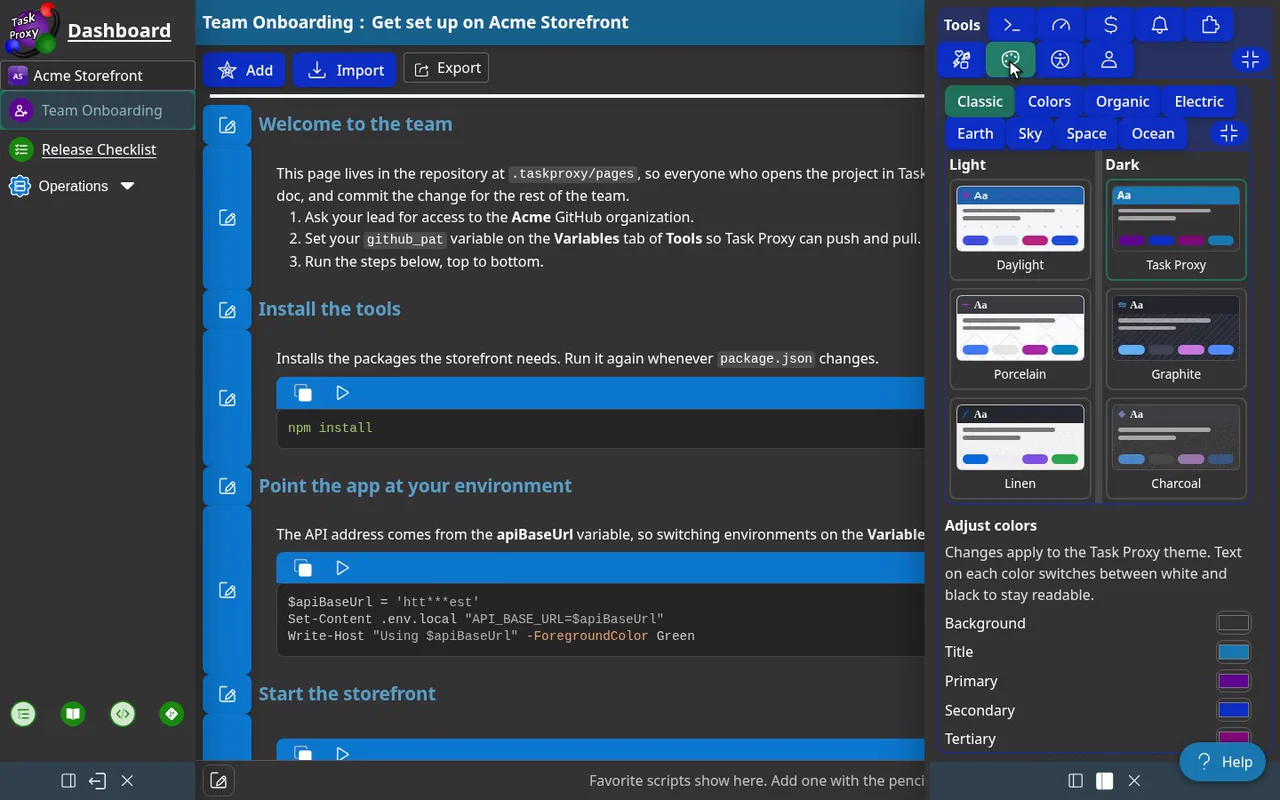 Task Proxy
Dashboard
AS Acme Storefront
Team Onboarding
Release Checklist
Operations
Team Onboarding : Get set up on Acme Storefront
Add
Import
Export
Welcome to the team
This page lives in the repository at .taskproxy/pages, so everyone who opens the project in Task
doc, and commit the change for the rest of the team.
1. Ask your lead for access to the Acme GitHub organization.
2. Set your github_pat variable on the Variables tab of Tools so Task Proxy can push and pull.
3. Run the steps below, top to bottom.
Install the tools
Installs the packages the storefront needs. Run it again whenever package.json changes.
npm install
Point the app at your environment
The API address comes from the apiBaseUrl variable, so switching environments on the Variable
$apiBaseUrl = 'htt***est'
Set-Content .env.local "API_BASE_URL=$apiBaseUrl"
Write-Host "Using $apiBaseUrl" -ForegroundColor Green
Start the storefront
Favorite scripts show here. Add one with the penci
Tools
Classic
Colors
Organic
Electric
Earth
Sky
Space
Ocean
Light
Dark
Aa
Daylight
Aa
Task Proxy
Aa
Porcelain
Aa
Graphite
Aa
Linen
Aa
Charcoal
Adjust colors
Changes apply to the Task Proxy theme. Text
on each color switches between white and
black to stay readable.
Background
Title
Primary
Secondary
Tertiary
? Help